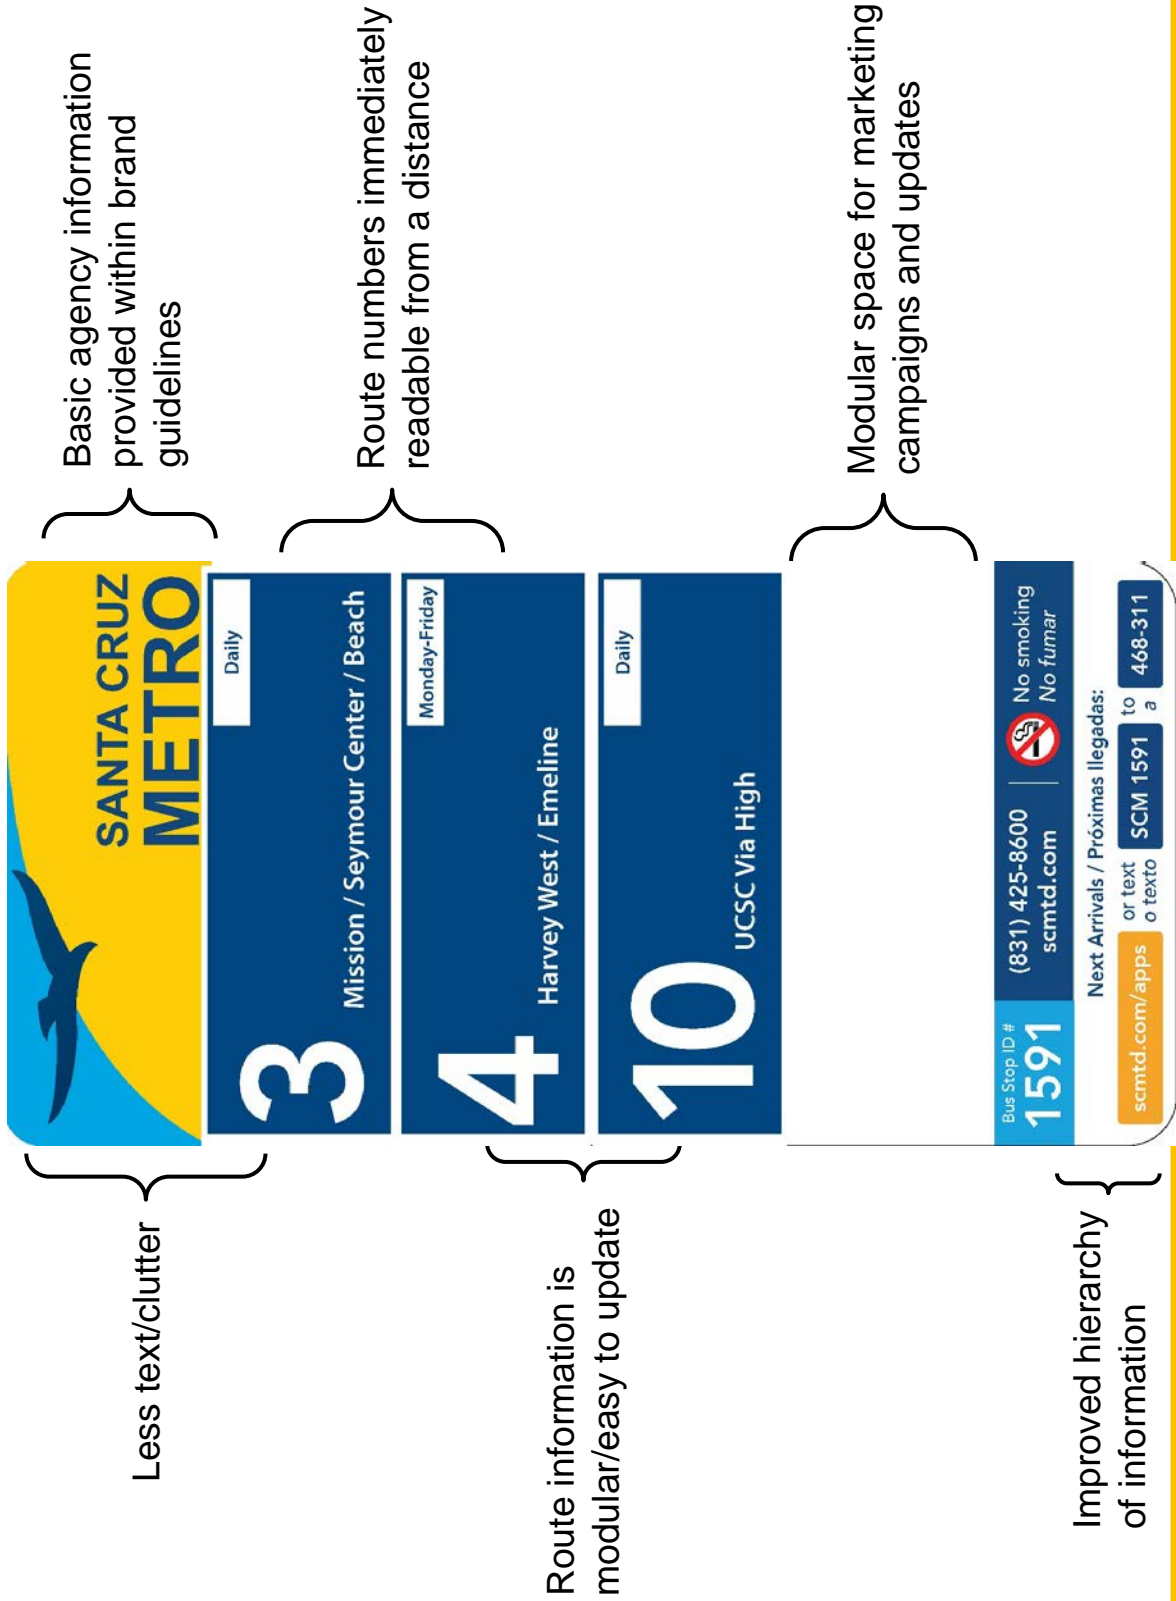 Less text/clutter
Route information is
modular/easy to update
Improved hierarchy
of information
SANTA CRUZ
METRO
3
Mission / Seymour Center / Beach
Daily
4
Harvey West / Emeline
Monday-Friday
10
UCSC Via High
Daily
Bus Stop ID #
1591
(831) 425-8600
scmtd.com
No smoking
No fumar
Next Arrivals / Próximas llegadas:
scmtd.com/apps
or text
o texto
SCM 1591
to
a
468-311
Basic agency information
provided within brand
guidelines
Route numbers immediately
readable from a distance
Modular space for marketing
campaigns and updates